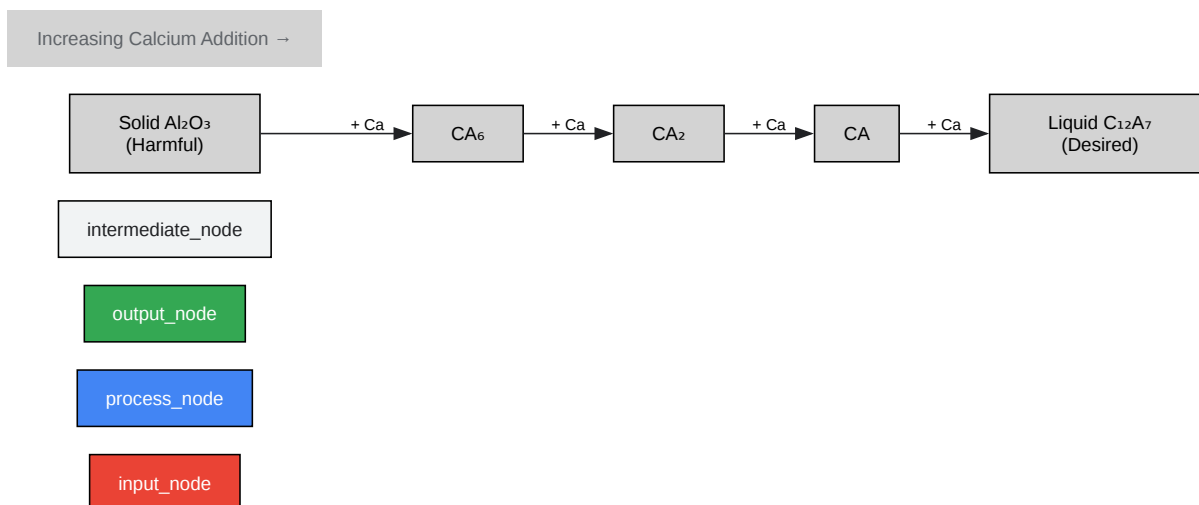 Increasing Calcium Addition →
Solid Al₂O₃
(Harmful)
+ Ca
CA₆
+ Ca
CA₂
+ Ca
CA
+ Ca
Liquid C₁₂A₇
(Desired)
intermediate_node
output_node
process_node
input_node